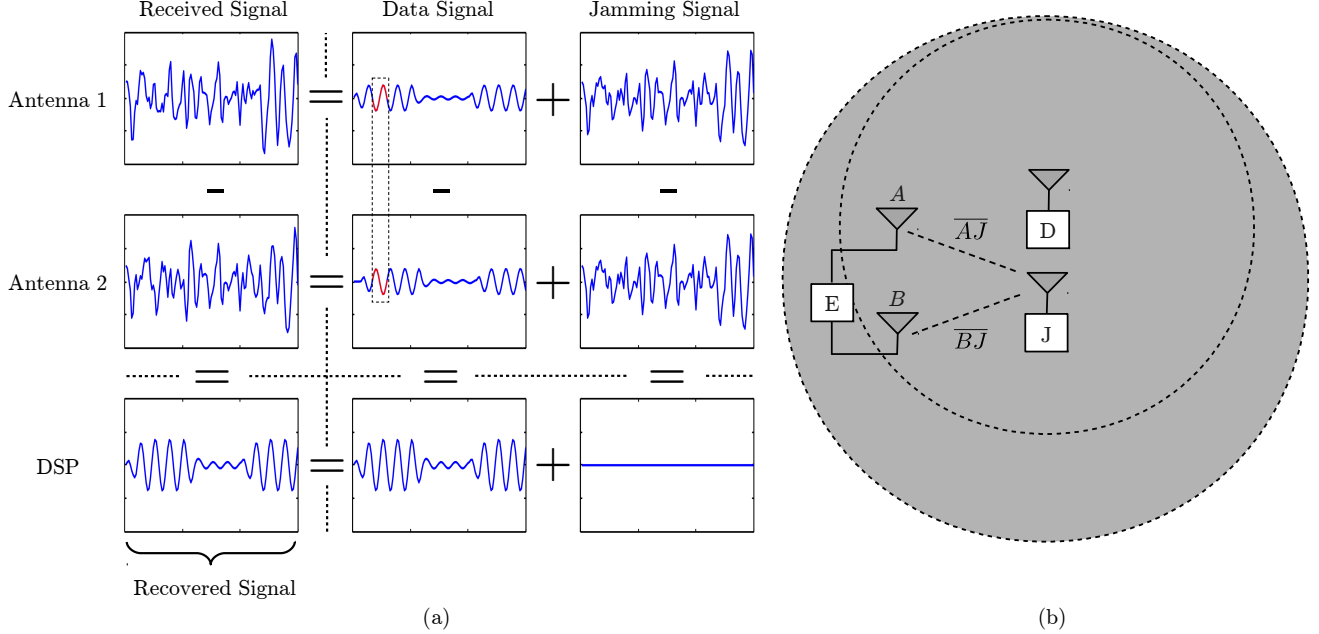 Received Signal
Data Signal
Jamming Signal
Antenna 1
Antenna 2
DSP
Recovered Signal
(a)
A
AJ
D
E
B
BJ
J
(b)